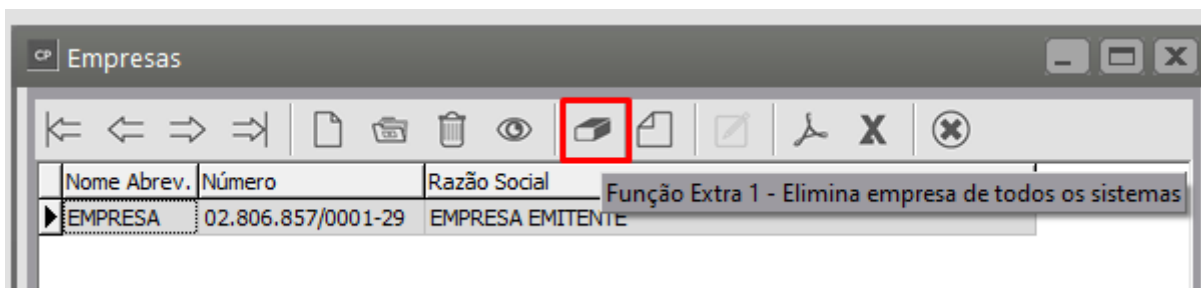 CP Empresas
Nome Abrev. Número Razão Social
Função Extra 1 - Elimina empresa de todos os sistemas
EMPRESA 02.806.857/0001-29 EMPRESA EMITENTE